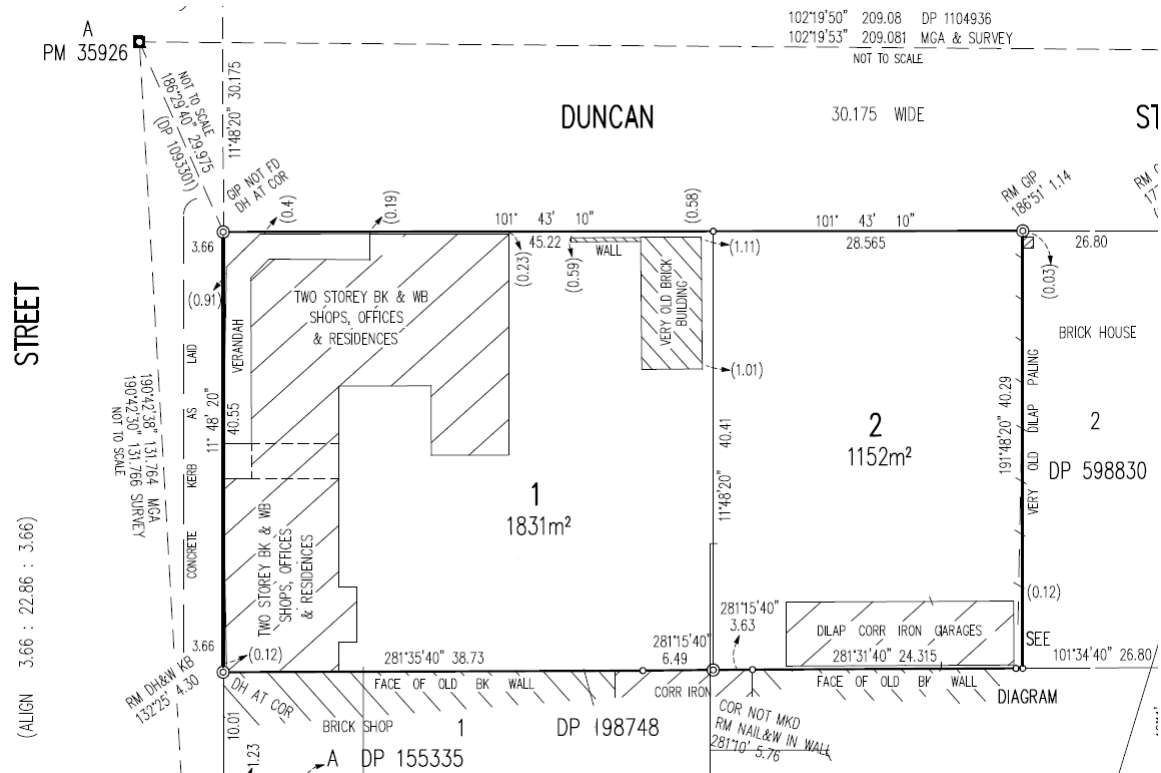 A
PM 35926
102°19'50" 209.08 DP 1104936
102°19'53" 209.081 MGA & SURVEY
NOT TO SCALE
NOT TO SCALE
186°29'40" 29.975
(DP 1093301)
11°48'20" 30.175
DUNCAN
30.175 WIDE
ST
GIP NOT FD
DH AT COR
RM GIP
186°51' 1.14
3.66
(0.4)
(0.19)
101° 43' 10"
45.22
(0.58)
101° 43' 10"
28.565
26.80
(0.91)
(0.23)
(0.59)
WALL
(1.11)
(0.03)
STREET
TWO STOREY BK & WB
SHOPS, OFFICES
& RESIDENCES
VERY OLD BRICK
BUILDING
(1.01)
BRICK HOUSE
VERANDAH
CONCRETE KERB AS LAID
11° 48' 20"
40.55
190°42'38" 131.764 MGA
190°42'30" 131.766 SURVEY
NOT TO SCALE
11°48'20" 40.41
191°48'20" 40.29
VERY OLD DILAP PALING
2
DP 598830
2
1152m²
1
1831m²
TWO STOREY BK & WB
SHOPS, OFFICES
& RESIDENCES
(ALIGN 3.66 : 22.86 : 3.66)
3.66
(0.12)
281°35'40" 38.73
281°15'40"
6.49
281°15'40"
3.63
DILAP CORR IRON GARAGES
281°31'40" 24.315
(0.12)
SEE
DIAGRAM
101°34'40" 26.80
RM DH&W KB
132°25' 4.30
DH AT COR
FACE OF OLD BK WALL
CORR IRON
FACE OF OLD BK WALL
10.01
BRICK SHOP
1
DP 198748
COR NOT MKD
RM NAIL&W IN WALL
281°10' 5.76
1.23
A DP 155335